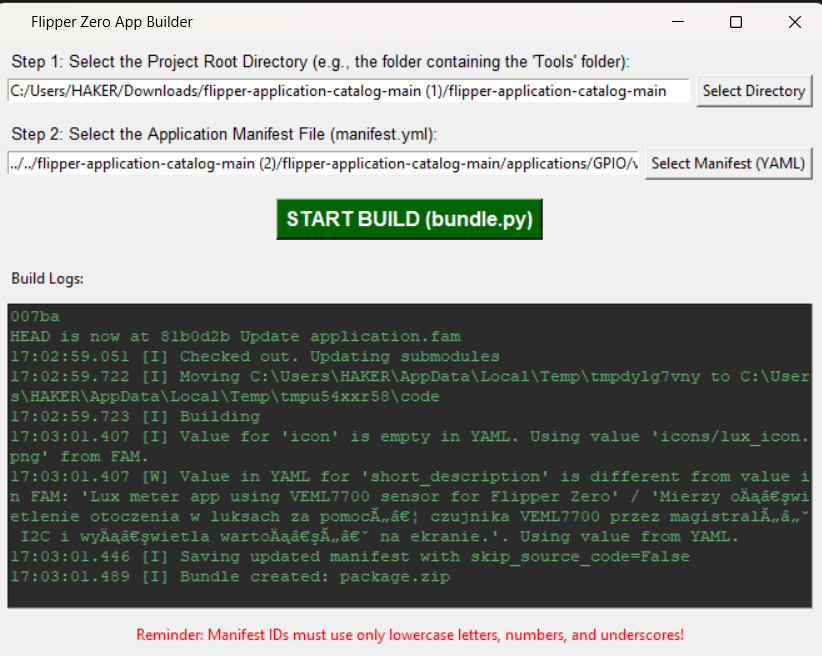 Flipper Zero App Builder
Step 1: Select the Project Root Directory (e.g., the folder containing the 'Tools' folder):
C:/Users/HAKER/Downloads/flipper-application-catalog-main (1)/flipper-application-catalog-main
Select Directory
Step 2: Select the Application Manifest File (manifest.yml):
../../flipper-application-catalog-main (2)/flipper-application-catalog-main/applications/GPIO/v
Select Manifest (YAML)
START BUILD (bundle.py)
Build Logs:
007ba
HEAD is now at 81b0d2b Update application.fam
17:02:59.051 [I] Checked out. Updating submodules
17:02:59.722 [I] Moving C:\Users\HAKER\AppData\Local\Temp\tmpdylg7vny to C:\User
s\HAKER\AppData\Local\Temp\tmpu54xxr58\code
17:02:59.723 [I] Building
17:03:01.407 [I] Value for 'icon' is empty in YAML. Using value 'icons/lux_icon.
png' from FAM.
17:03:01.407 [W] Value in YAML for 'short_description' is different from value i
n FAM: 'Lux meter app using VEML7700 sensor for Flipper Zero' / 'Mierzy oÄąâ€şwi
etlenie otoczenia w luksach za pomocÄ‚„â€¦ czujnika VEML7700 przez magistralÄ‚„â„˘
I2C i wyÄąâ€şwietla wartoÄąâ€şÄ‚„â€ˇ na ekranie.'. Using value from YAML.
17:03:01.446 [I] Saving updated manifest with skip_source_code=False
17:03:01.489 [I] Bundle created: package.zip
Reminder: Manifest IDs must use only lowercase letters, numbers, and underscores!